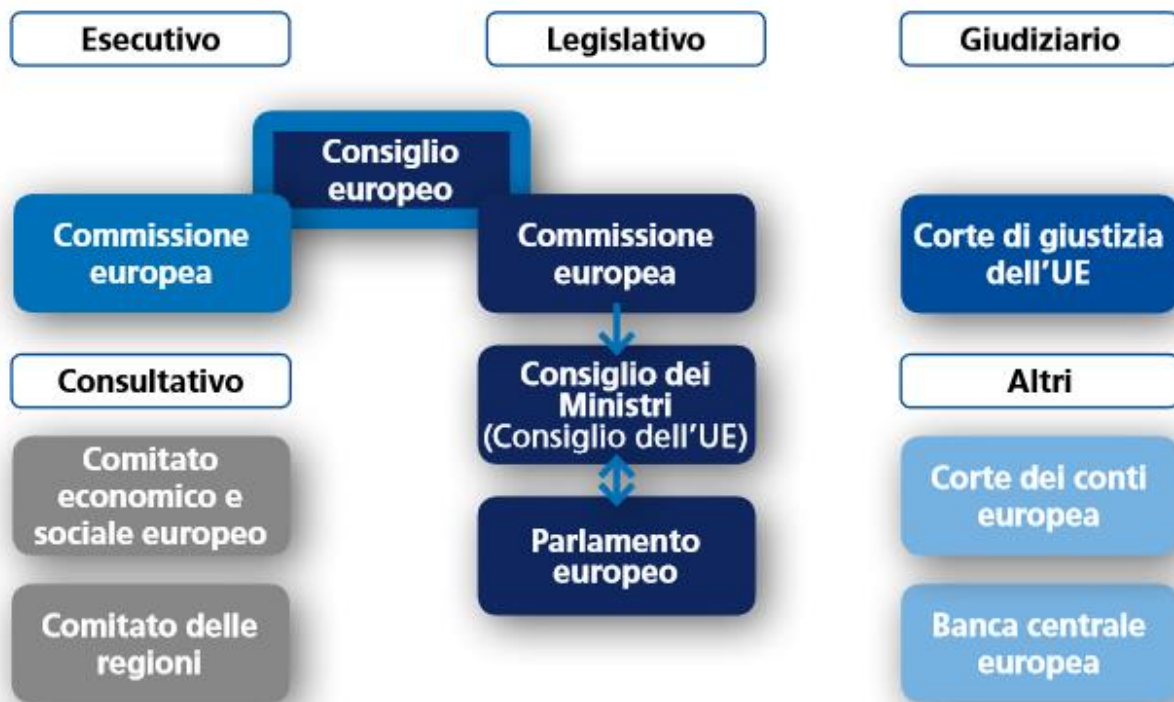 Esecutivo
Legislativo
Giudiziario
Consiglio
europeo
Commissione
europea
Commissione
europea
Corte di giustizia
dell'UE
Consultativo
Consiglio dei
Ministri
(Consiglio dell'UE)
Altri
Comitato
economico e
sociale europeo
Corte dei conti
europea
Parlamento
europeo
Comitato delle
regioni
Banca centrale
europea